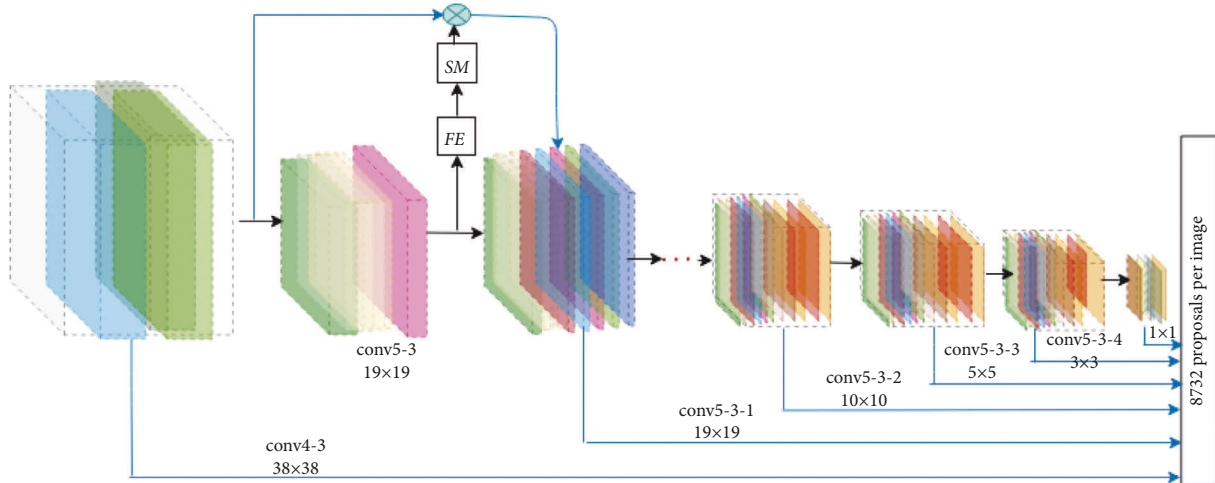 SM
FE
conv5-3
19×19
conv4-3
38×38
conv5-3-1
19×19
conv5-3-2
10×10
conv5-3-3
5×5
conv5-3-4
3×3
1×1
8732 proposals per image